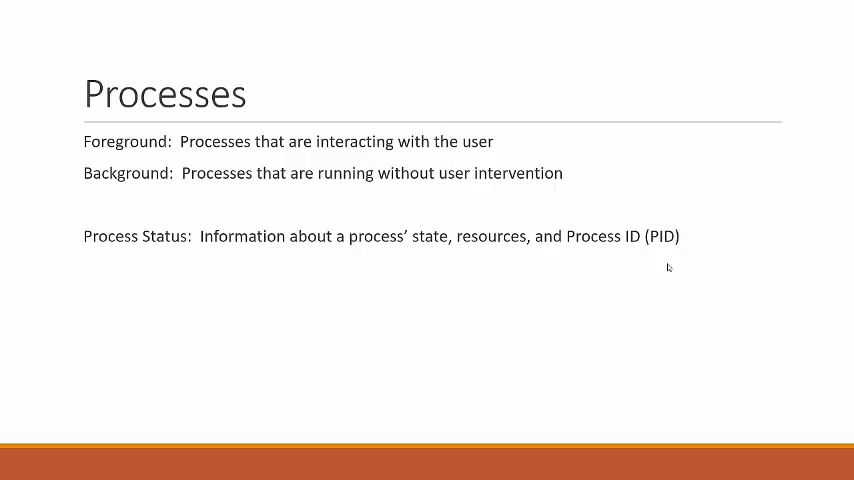 Processes
Foreground:  Processes that are interacting with the user
Background:  Processes that are running without user intervention
Process Status:  Information about a process’ state, resources, and Process ID (PID)